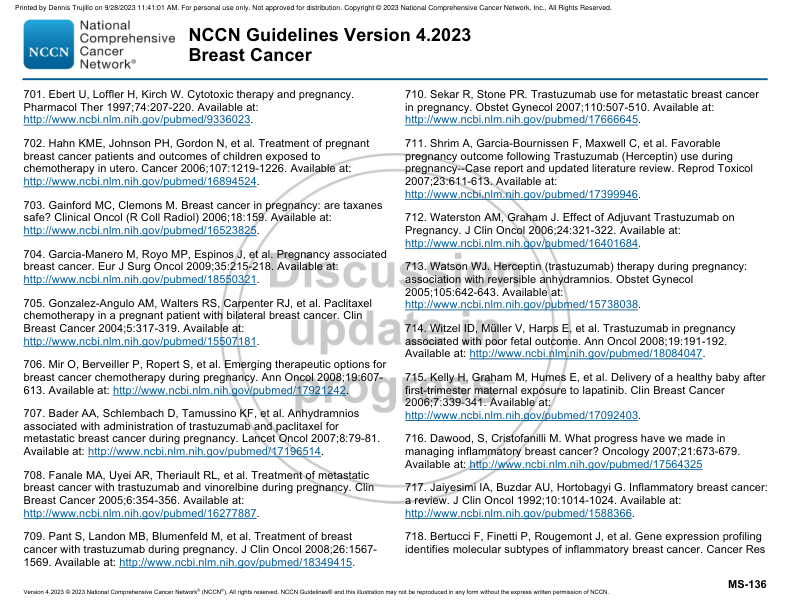 Printed by Dennis Trujillo on 9/28/2023 11:41:01 AM. For personal use only. Not approved for distribution. Copyright © 2023 National Comprehensive Cancer Network, Inc., All Rights Reserved.
NCCN
National
Comprehensive
Cancer
Network®
NCCN Guidelines Version 4.2023
Breast Cancer
701. Ebert U, Loffler H, Kirch W. Cytotoxic therapy and pregnancy.
Pharmacol Ther 1997;74:207-220. Available at:
http://www.ncbi.nlm.nih.gov/pubmed/9336023.
702. Hahn KME, Johnson PH, Gordon N, et al. Treatment of pregnant
breast cancer patients and outcomes of children exposed to
chemotherapy in utero. Cancer 2006;107:1219-1226. Available at:
http://www.ncbi.nlm.nih.gov/pubmed/16894524.
703. Gainford MC, Clemons M. Breast cancer in pregnancy: are taxanes
safe? Clinical Oncol (R Coll Radiol) 2006;18:159. Available at:
http://www.ncbi.nlm.nih.gov/pubmed/16523825.
704. Garcia-Manero M, Royo MP, Espinos J, et al. Pregnancy associated
breast cancer. Eur J Surg Oncol 2009;35:215-218. Available at:
http://www.ncbi.nlm.nih.gov/pubmed/18550321.
705. Gonzalez-Angulo AM, Walters RS, Carpenter RJ, et al. Paclitaxel
chemotherapy in a pregnant patient with bilateral breast cancer. Clin
Breast Cancer 2004;5:317-319. Available at:
http://www.ncbi.nlm.nih.gov/pubmed/15507181.
706. Mir O, Berveiller P, Ropert S, et al. Emerging therapeutic options for
breast cancer chemotherapy during pregnancy. Ann Oncol 2008;19:607-
613. Available at: http://www.ncbi.nlm.nih.gov/pubmed/17921242.
707. Bader AA, Schlembach D, Tamussino KF, et al. Anhydramnios
associated with administration of trastuzumab and paclitaxel for
metastatic breast cancer during pregnancy. Lancet Oncol 2007;8:79-81.
Available at: http://www.ncbi.nlm.nih.gov/pubmed/17196514.
708. Fanale MA, Uyei AR, Theriault RL, et al. Treatment of metastatic
breast cancer with trastuzumab and vinorelbine during pregnancy. Clin
Breast Cancer 2005;6:354-356. Available at:
http://www.ncbi.nlm.nih.gov/pubmed/16277887.
709. Pant S, Landon MB, Blumenfeld M, et al. Treatment of breast
cancer with trastuzumab during pregnancy. J Clin Oncol 2008;26:1567-
1569. Available at: http://www.ncbi.nlm.nih.gov/pubmed/18349415.
710. Sekar R, Stone PR. Trastuzumab use for metastatic breast cancer
in pregnancy. Obstet Gynecol 2007;110:507-510. Available at:
http://www.ncbi.nlm.nih.gov/pubmed/17666645.
711. Shrim A, Garcia-Bournissen F, Maxwell C, et al. Favorable
pregnancy outcome following Trastuzumab (Herceptin) use during
pregnancy--Case report and updated literature review. Reprod Toxicol
2007;23:611-613. Available at:
http://www.ncbi.nlm.nih.gov/pubmed/17399946.
712. Waterston AM, Graham J. Effect of Adjuvant Trastuzumab on
Pregnancy. J Clin Oncol 2006;24:321-322. Available at:
http://www.ncbi.nlm.nih.gov/pubmed/16401684.
713. Watson WJ. Herceptin (trastuzumab) therapy during pregnancy:
association with reversible anhydramnios. Obstet Gynecol
2005;105:642-643. Available at:
http://www.ncbi.nlm.nih.gov/pubmed/15738038.
714. Witzel ID, Müller V, Harps E, et al. Trastuzumab in pregnancy
associated with poor fetal outcome. Ann Oncol 2008;19:191-192.
Available at: http://www.ncbi.nlm.nih.gov/pubmed/18084047.
715. Kelly H, Graham M, Humes E, et al. Delivery of a healthy baby after
first-trimester maternal exposure to lapatinib. Clin Breast Cancer
2006;7:339-341. Available at:
http://www.ncbi.nlm.nih.gov/pubmed/17092403.
716. Dawood, S, Cristofanilli M. What progress have we made in
managing inflammatory breast cancer? Oncology 2007;21:673-679.
Available at: http://www.ncbi.nlm.nih.gov/pubmed/17564325
717. Jaiyesimi IA, Buzdar AU, Hortobagyi G. Inflammatory breast cancer:
a review. J Clin Oncol 1992;10:1014-1024. Available at:
http://www.ncbi.nlm.nih.gov/pubmed/1588366.
718. Bertucci F, Finetti P, Rougemont J, et al. Gene expression profiling
identifies molecular subtypes of inflammatory breast cancer. Cancer Res
Discussion
update in
progress
MS-136
Version 4.2023 © 2023 National Comprehensive Cancer Network® (NCCN®), All rights reserved. NCCN Guidelines® and this illustration may not be reproduced in any form without the express written permission of NCCN.